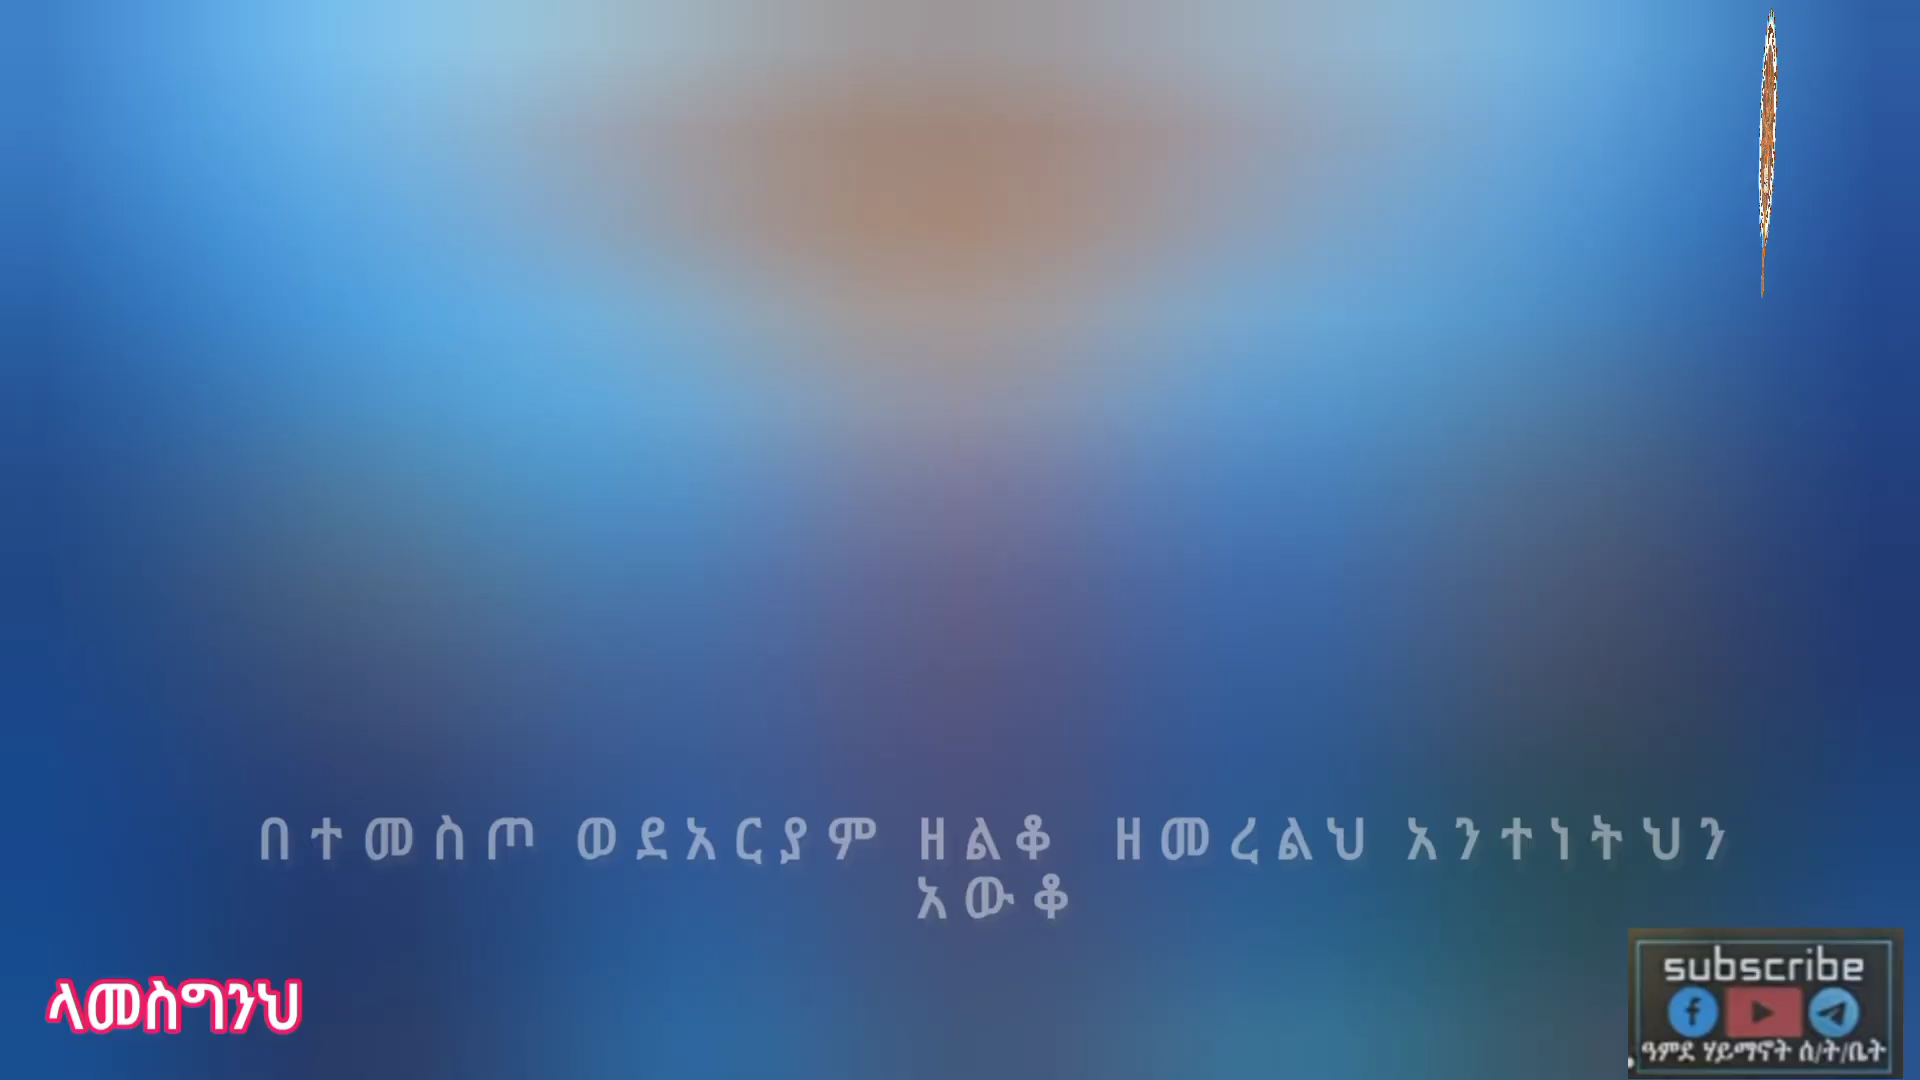 በተመስጦ ወደአርያም ዘልቆ ዘመረልህ አንተነትህን
አውቆ
ላመስግንህ
subscribe
ዓምደ ሃይማኖት ሰ/ት/ቤት